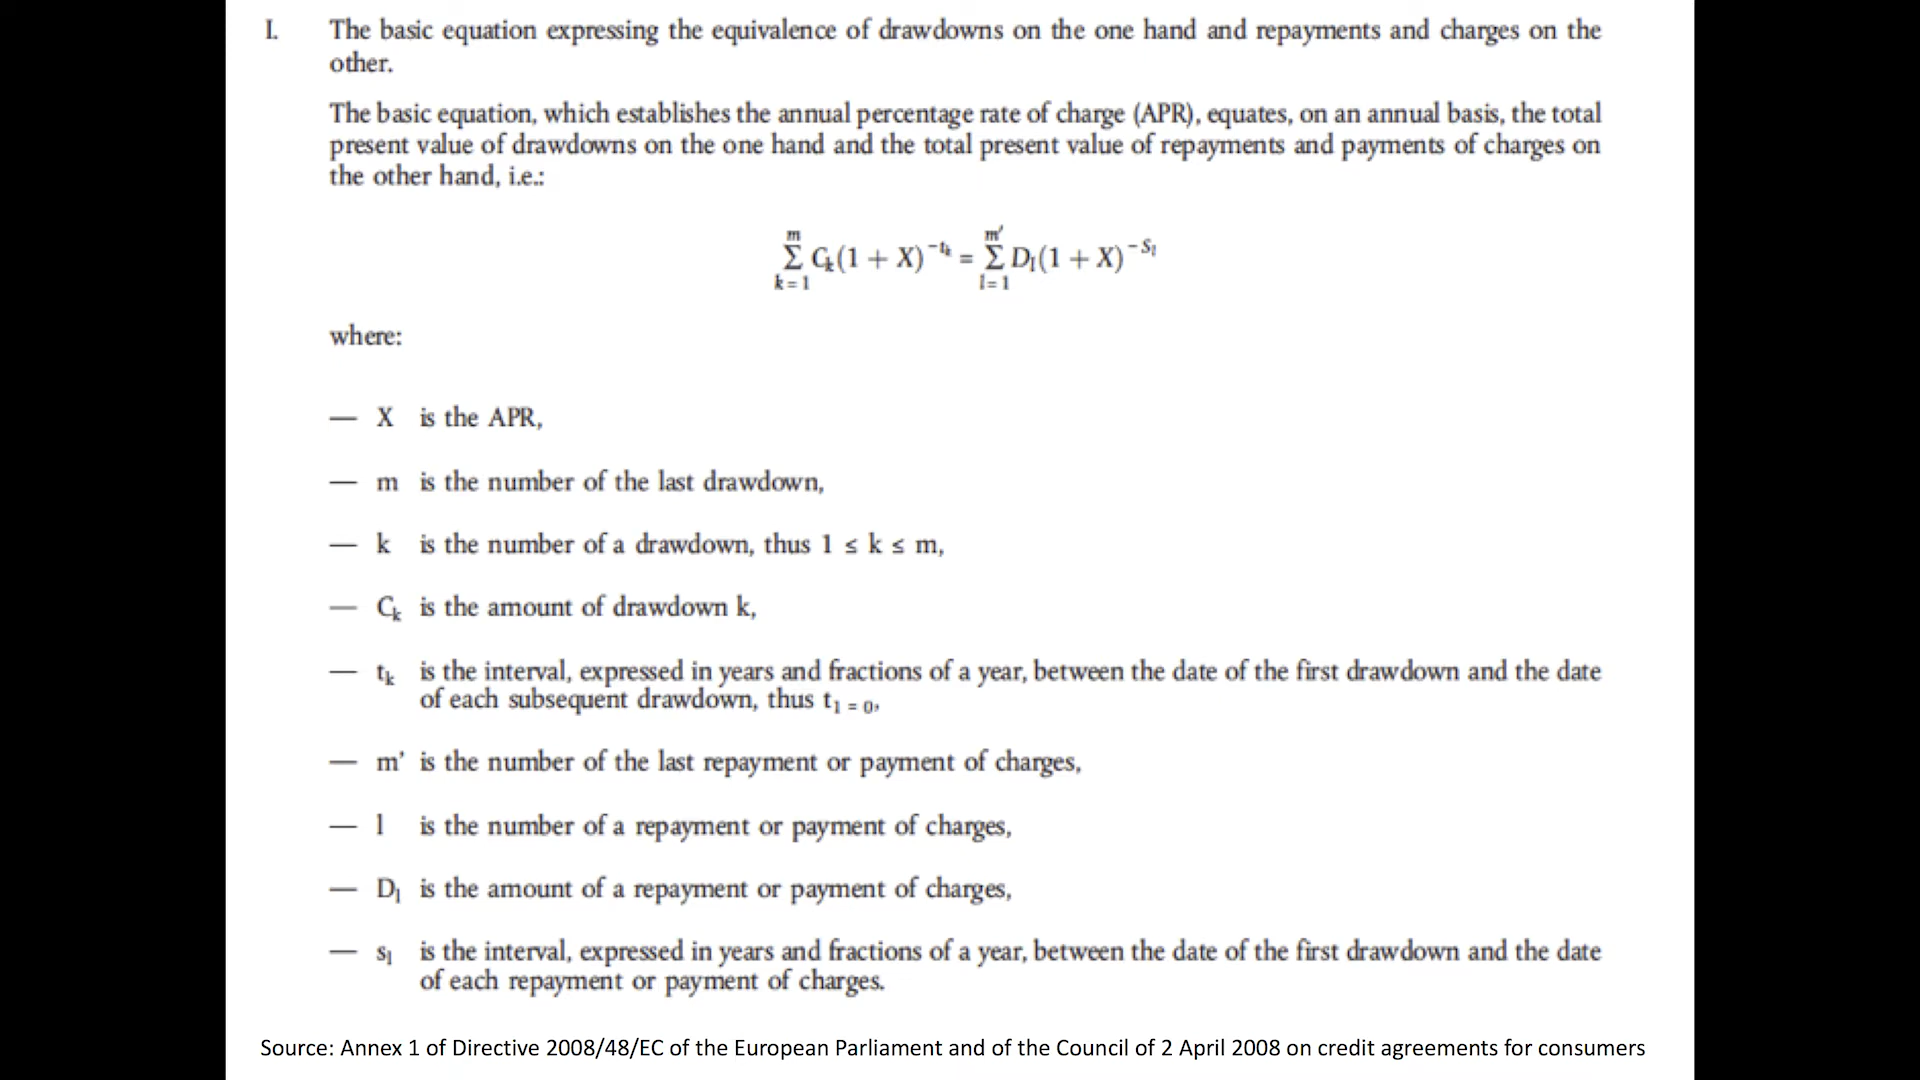 I. The basic equation expressing the equivalence of drawdowns on the one hand and repayments and charges on the
other.
The basic equation, which establishes the annual percentage rate of charge (APR), equates, on an annual basis, the total
present value of drawdowns on the one hand and the total present value of repayments and payments of charges on
the other hand, i.e.:
∑_{k=1}^{m} Cₖ(1 + X)^{-tₖ} = ∑_{l=1}^{m'} Dₗ(1 + X)^{-Sₗ}
where:
— X is the APR,
— m is the number of the last drawdown,
— k is the number of a drawdown, thus 1 ≤ k ≤ m,
— Cₖ is the amount of drawdown k,
— tₖ is the interval, expressed in years and fractions of a year, between the date of the first drawdown and the date
of each subsequent drawdown, thus t₁ ₌ ₀,
— m’ is the number of the last repayment or payment of charges,
— l is the number of a repayment or payment of charges,
— Dₗ is the amount of a repayment or payment of charges,
— sₗ is the interval, expressed in years and fractions of a year, between the date of the first drawdown and the date
of each repayment or payment of charges.
Source: Annex 1 of Directive 2008/48/EC of the European Parliament and of the Council of 2 April 2008 on credit agreements for consumers